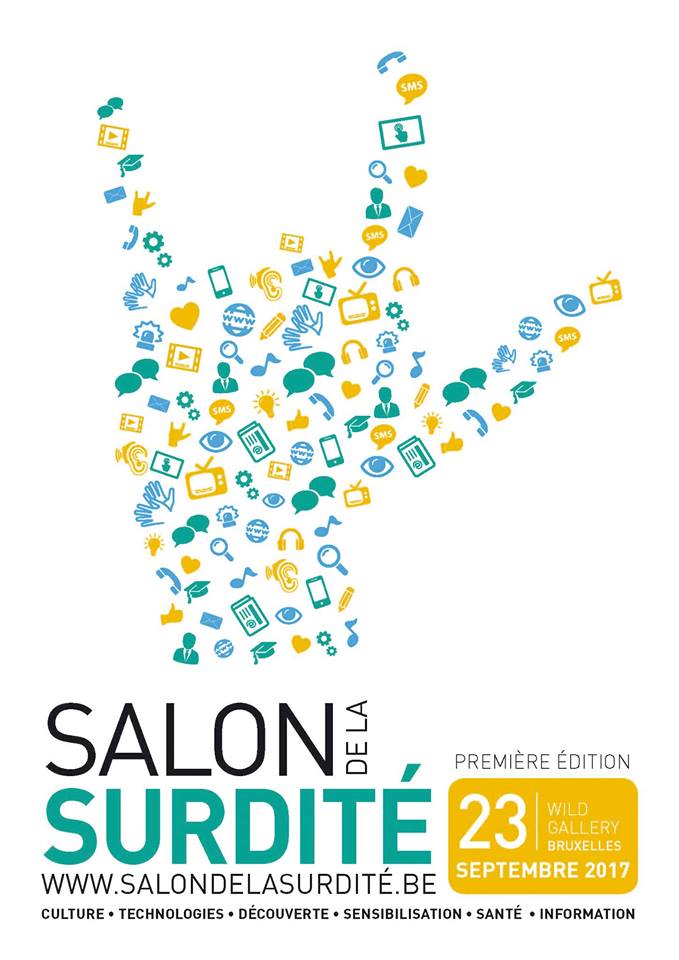 SMS
SMS
WWW
SMS
WWW
SMS
SMS
WWW
WWW
WWW
SALON
DE LA
SURDITÉ
WWW.SALONDELASURDITÉ.BE
PREMIÈRE ÉDITION
23
WILD
GALLERY
BRUXELLES
SEPTEMBRE 2017
CULTURE • TECHNOLOGIES • DÉCOUVERTE • SENSIBILISATION • SANTÉ • INFORMATION